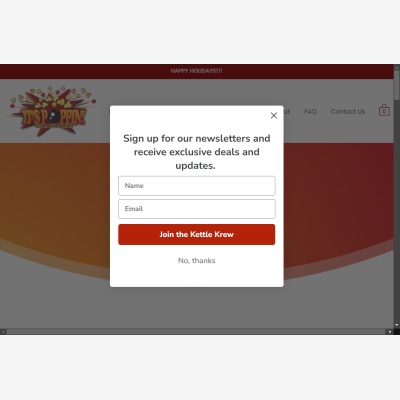 HAPPY HOLIDAYS!!!
IT'S POPPIN!
FAQ
Contact Us
0
Sign up for our newsletters and
receive exclusive deals and
updates.
Name
Email
Join the Kettle Krew
No, thanks